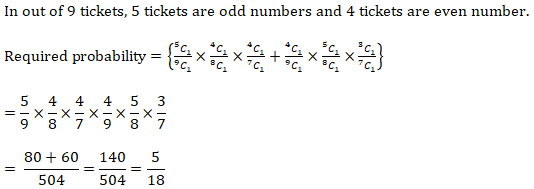 In out of 9 tickets, 5 tickets are odd numbers and 4 tickets are even number.
Required probability = {⁵C₁/⁹C₁ × ⁴C₁/⁸C₁ × ⁴C₁/⁷C₁ + ⁴C₁/⁹C₁ × ⁵C₁/⁸C₁ × ³C₁/⁷C₁}
= 5/9 × 4/8 × 4/7 × 4/9 × 5/8 × 3/7
= (80 + 60)/504 = 140/504 = 5/18